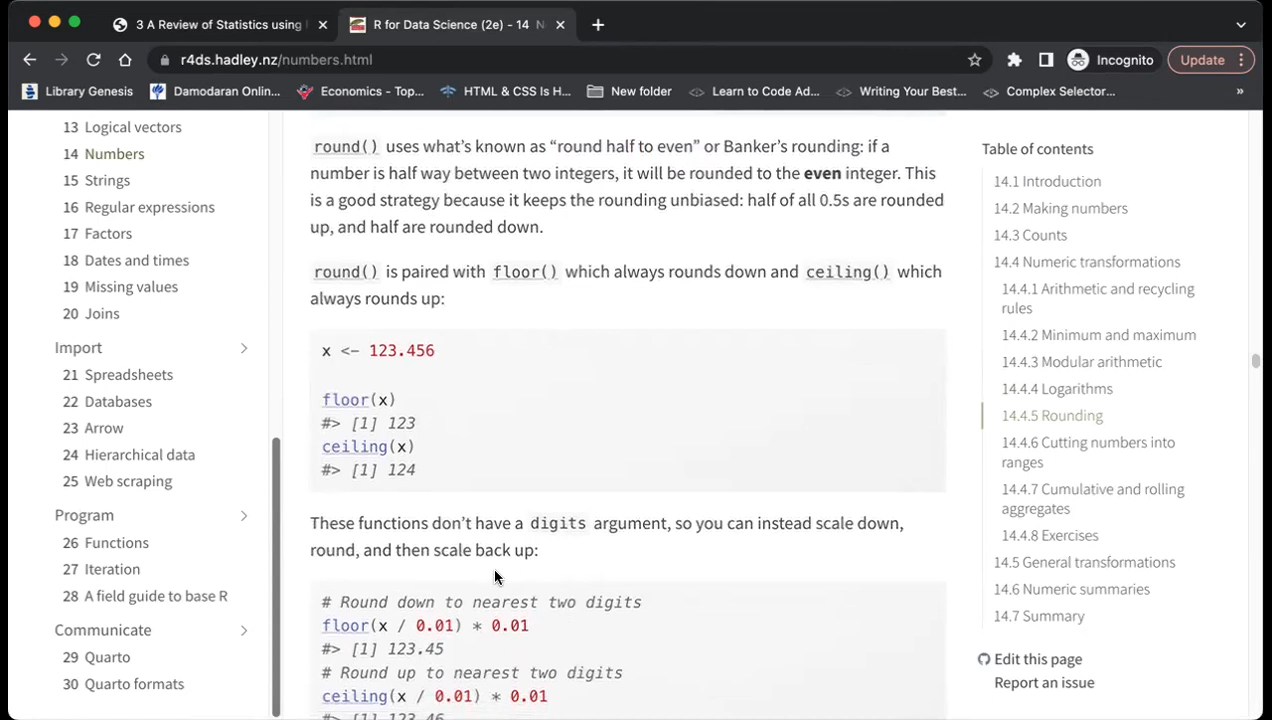 3 A Review of Statistics using
R for Data Science (2e) - 14
r4ds.hadley.nz/numbers.html
Incognito
Update
Library Genesis
Damodaran Onlin...
Economics - Top...
HTML & CSS Is H...
New folder
Learn to Code Ad...
Writing Your Best...
Complex Selector...
»
13 Logical vectors
14 Numbers
15 Strings
16 Regular expressions
17 Factors
18 Dates and times
19 Missing values
20 Joins
Import
21 Spreadsheets
22 Databases
23 Arrow
24 Hierarchical data
25 Web scraping
Program
26 Functions
27 Iteration
28 A field guide to base R
Communicate
29 Quarto
30 Quarto formats
round() uses what's known as “round half to even” or Banker's rounding: if a
number is half way between two integers, it will be rounded to the even integer. This
is a good strategy because it keeps the rounding unbiased: half of all 0.5s are rounded
up, and half are rounded down.
round() is paired with floor() which always rounds down and ceiling() which
always rounds up:
x <- 123.456
floor(x)
#> [1] 123
ceiling(x)
#> [1] 124
These functions don't have a digits argument, so you can instead scale down,
round, and then scale back up:
# Round down to nearest two digits
floor(x / 0.01) * 0.01
#> [1] 123.45
# Round up to nearest two digits
ceiling(x / 0.01) * 0.01
#> [1] 123.46
Table of contents
14.1 Introduction
14.2 Making numbers
14.3 Counts
14.4 Numeric transformations
14.4.1 Arithmetic and recycling
rules
14.4.2 Minimum and maximum
14.4.3 Modular arithmetic
14.4.4 Logarithms
14.4.5 Rounding
14.4.6 Cutting numbers into
ranges
14.4.7 Cumulative and rolling
aggregates
14.4.8 Exercises
14.5 General transformations
14.6 Numeric summaries
14.7 Summary
Edit this page
Report an issue